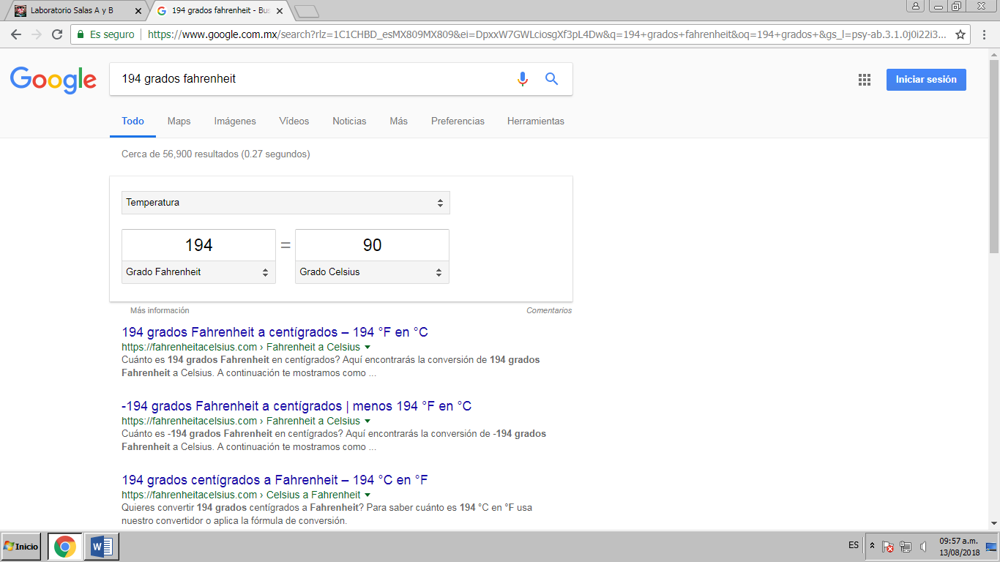 Laboratorio Salas A y B
194 grados fahrenheit - Bus
Es seguro
https://www.google.com.mx/search?rlz=1C1CHBD_esMX809MX809&ei=DpxxW7GWLciosgXf3pL4Dw&q=194+grados+fahrenheit&oq=194+grados+&gs_l=psy-ab.3.1.0j0i22i3...
Google
194 grados fahrenheit
Iniciar sesión
Todo Maps Imágenes Vídeos Noticias Más Preferencias Herramientas
Cerca de 56,900 resultados (0.27 segundos)
Temperatura
194 = 90
Grado Fahrenheit Grado Celsius
Más información Comentarios
194 grados Fahrenheit a centígrados – 194 °F en °C
https://fahrenheitacelsius.com › Fahrenheit a Celsius
Cuánto es 194 grados Fahrenheit en centígrados? Aquí encontrarás la conversión de 194 grados
Fahrenheit a Celsius. A continuación te mostramos como ...
-194 grados Fahrenheit a centígrados | menos 194 °F en °C
https://fahrenheitacelsius.com › Fahrenheit a Celsius
Cuánto es -194 grados Fahrenheit en centígrados? Aquí encontrarás la conversión de -194 grados
Fahrenheit a Celsius. A continuación te mostramos como ...
194 grados centígrados a Fahrenheit – 194 °C en °F
https://fahrenheitacelsius.com › Celsius a Fahrenheit
Quieres convertir 194 grados centígrados a Fahrenheit? Para saber cuánto es 194 °C en °F usa
nuestro convertidor o aplica la fórmula de conversión.
Inicio
ES
09:57 a.m.
13/08/2018